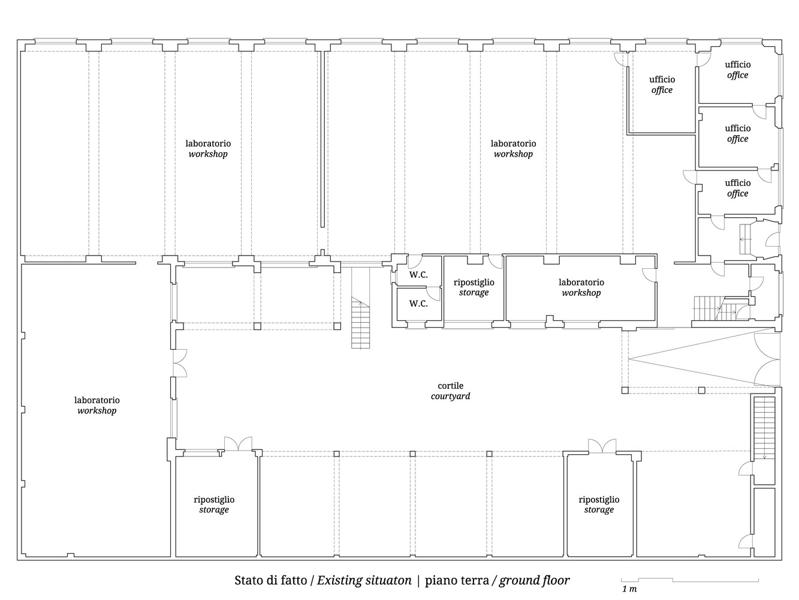 ufficio
office
ufficio
office
ufficio
office
ufficio
office
laboratorio
workshop
laboratorio
workshop
W.C.
W.C.
ripostiglio
storage
laboratorio
workshop
laboratorio
workshop
cortile
courtyard
ripostiglio
storage
ripostiglio
storage
Stato di fatto / Existing situaton | piano terra / ground floor
1 m